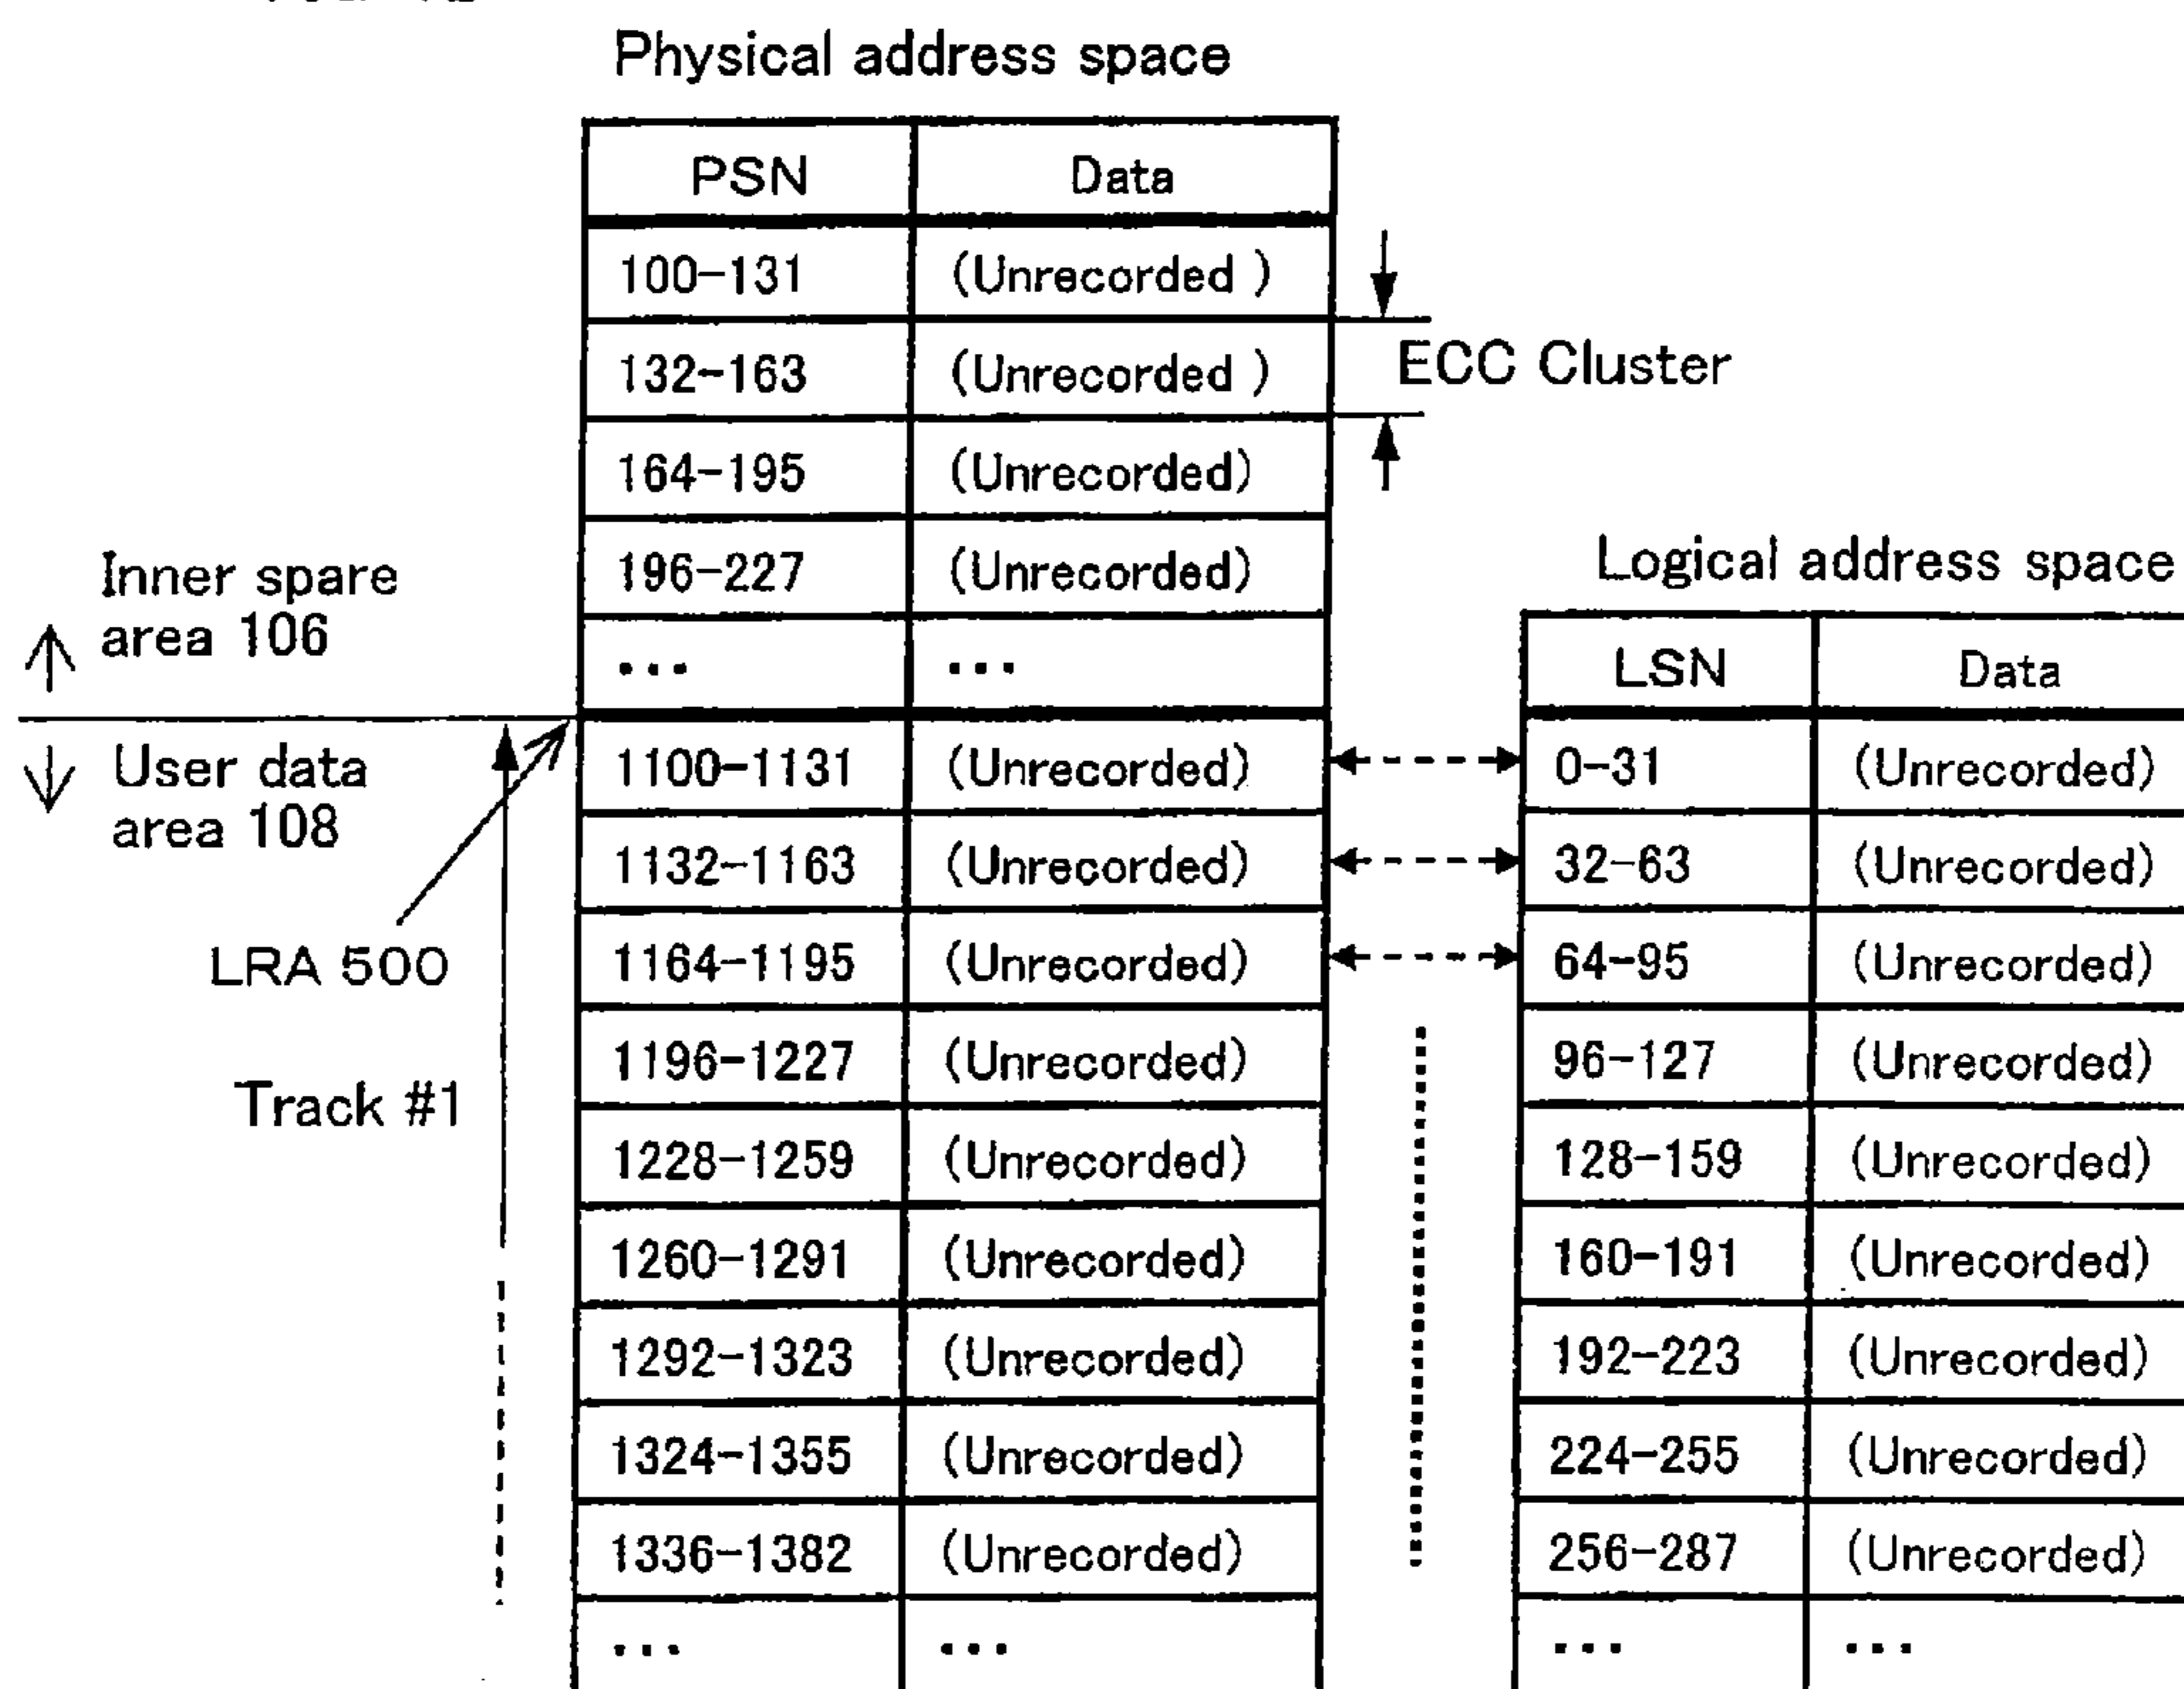 Physical address space
PSN Data
100-131 (Unrecorded )
132-163 (Unrecorded )
ECC Cluster
164-195 (Unrecorded)
196-227 (Unrecorded)
... ...
Inner spare
area 106
User data
area 108
LRA 500
Track #1
1100-1131 (Unrecorded)
1132-1163 (Unrecorded)
1164-1195 (Unrecorded)
1196-1227 (Unrecorded)
1228-1259 (Unrecorded)
1260-1291 (Unrecorded)
1292-1323 (Unrecorded)
1324-1355 (Unrecorded)
1336-1382 (Unrecorded)
... ...
Logical address space
LSN Data
0-31 (Unrecorded)
32-63 (Unrecorded)
64-95 (Unrecorded)
96-127 (Unrecorded)
128-159 (Unrecorded)
160-191 (Unrecorded)
192-223 (Unrecorded)
224-255 (Unrecorded)
256-287 (Unrecorded)
... ...